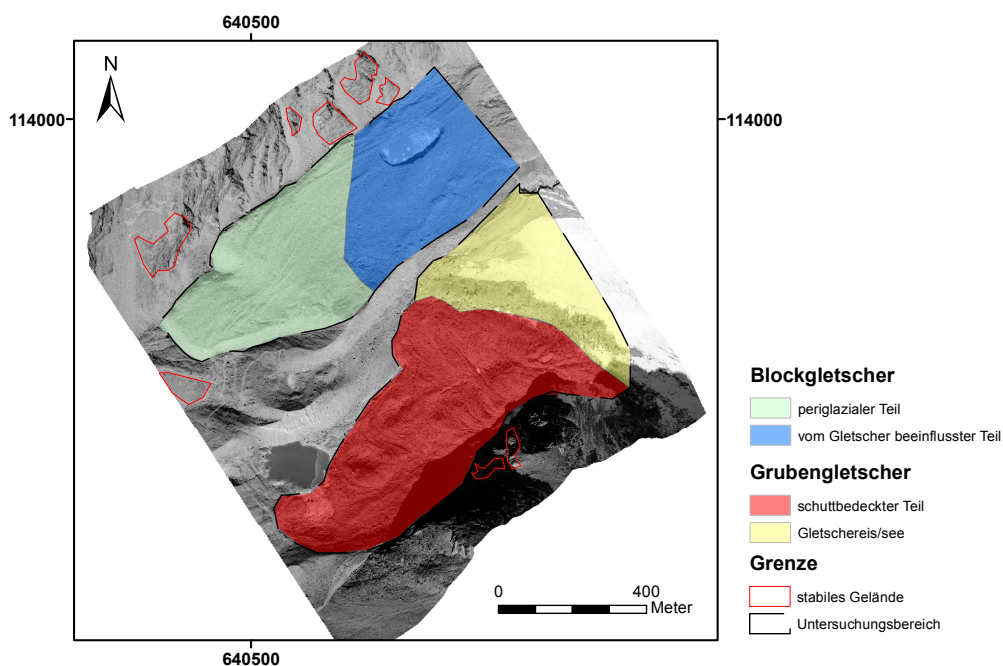 640500
N
114000
114000
Blockgletscher
periglazialer Teil
vom Gletscher beeinflusster Teil
Grubengletscher
schuttbedeckter Teil
Gletschereis/see
Grenze
stabiles Gelände
Untersuchungsbereich
0
400
Meter
640500